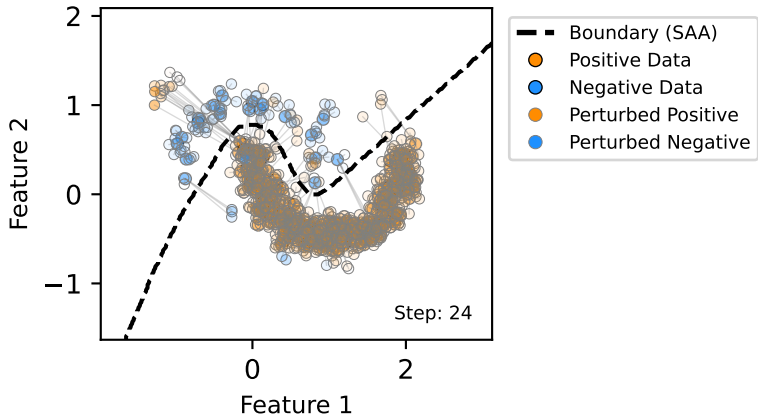 2
1
0
−1
Feature 2
0
2
Feature 1
Step: 24
Boundary (SAA)
Positive Data
Negative Data
Perturbed Positive
Perturbed Negative